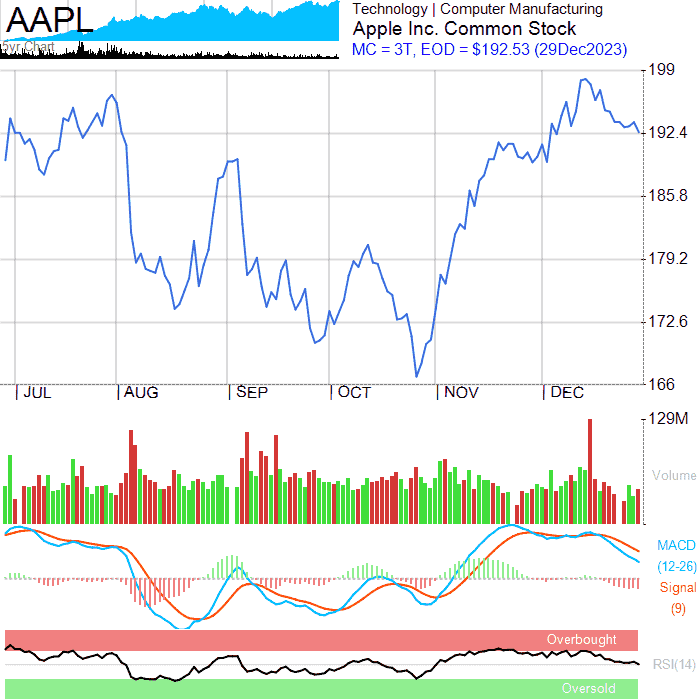 AAPL
5yr Chart
Technology | Computer Manufacturing
Apple Inc. Common Stock
MC = 3T, EOD = $192.53 (29Dec2023)
199
192.4
185.8
179.2
172.6
166
JUL AUG SEP OCT NOV DEC
129M
Volume
MACD
(12-26)
Signal
(9)
Overbought
RSI(14)
Oversold